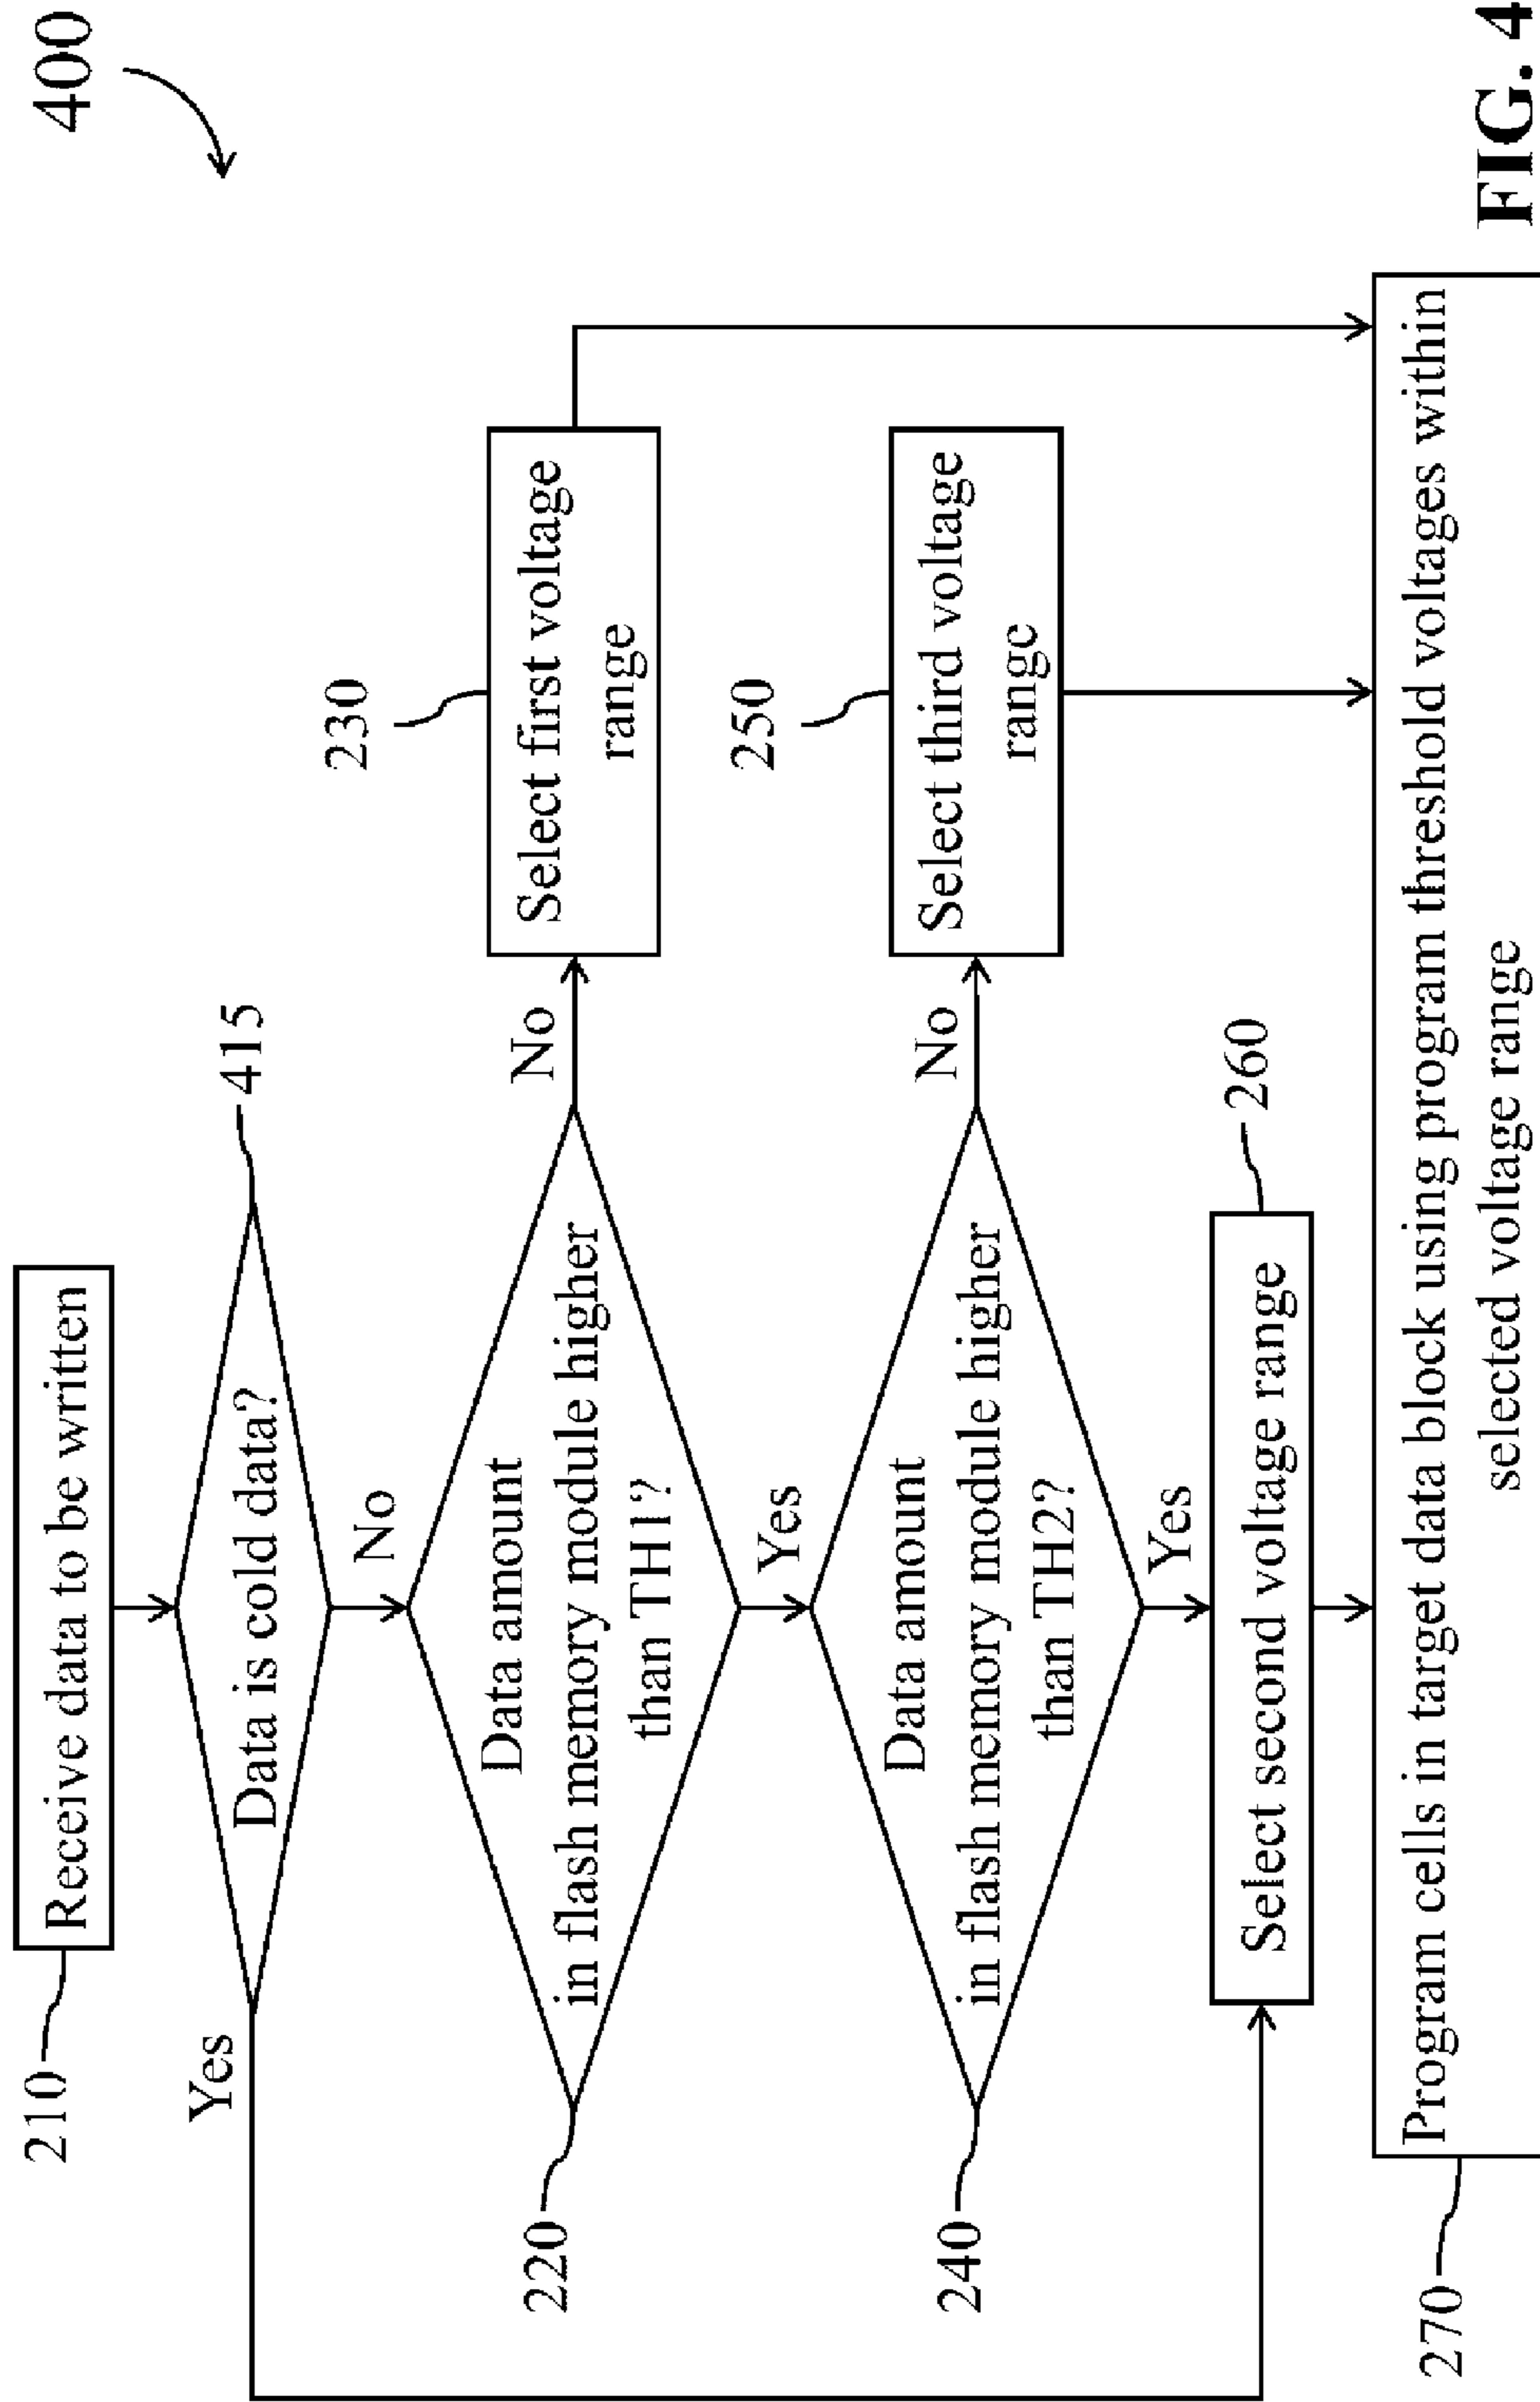 400
210
Receive data to be written
415
Data is cold data?
Yes
No
220
Data amount
in flash memory module higher
than TH1?
No
230
Select first voltage
range
Yes
240
Data amount
in flash memory module higher
than TH2?
No
250
Select third voltage
range
Yes
260
Select second voltage range
270
Program cells in target data block using program threshold voltages within
selected voltage range
FIG. 4